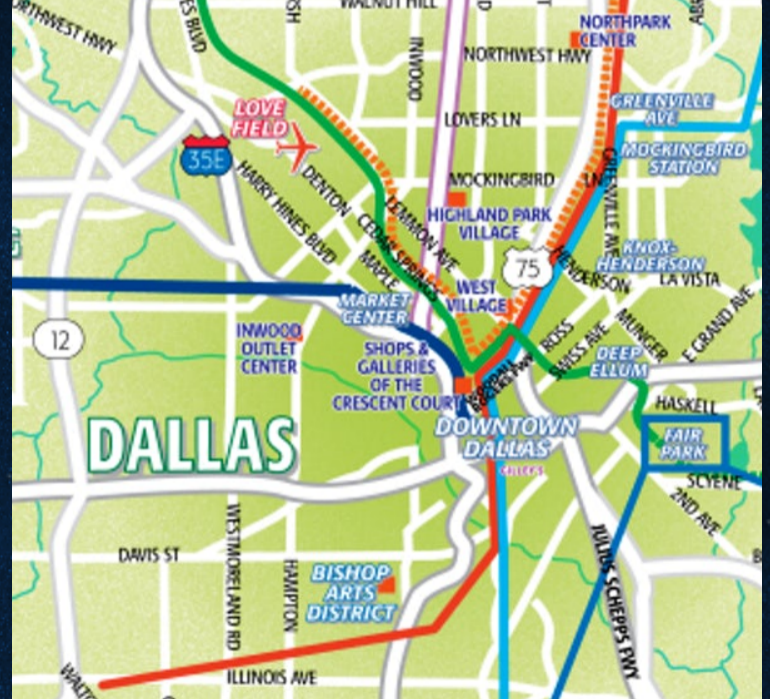 WALNUT HILL
NORTHPARK
CENTER
INWOOD
NORTHWEST HWY
GREENVILLE
AVE
LOVE
FIELD
LOVERS LN
35E
MOCKINGBIRD
STATION
MOCKINGBIRD
LN
HARRY HINES BLVD
DENTON
LEMMON AVE
CEDAR SPRINGS
MAPLE
HIGHLAND PARK
VILLAGE
GREENVILLE AVE
75
HENDERSON
KNOX-
HENDERSON
LA VISTA
WEST
VILLAGE
MARKET
CENTER
12
INWOOD
OUTLET
CENTER
SHOPS &
GALLERIES
OF THE
CRESCENT COURT
ROSS
SWISS AVE
MUNGER
E GRAND AVE
DEEP
ELLUM
HASKELL
DALLAS
DOWNTOWN
DALLAS
GILLEY'S
FAIR
PARK
SCYENE
2ND AVE
WESTMORELAND RD
HAMPTON
DAVIS ST
BISHOP
ARTS
DISTRICT
JULIUS SCHEPPS FWY
ILLINOIS AVE